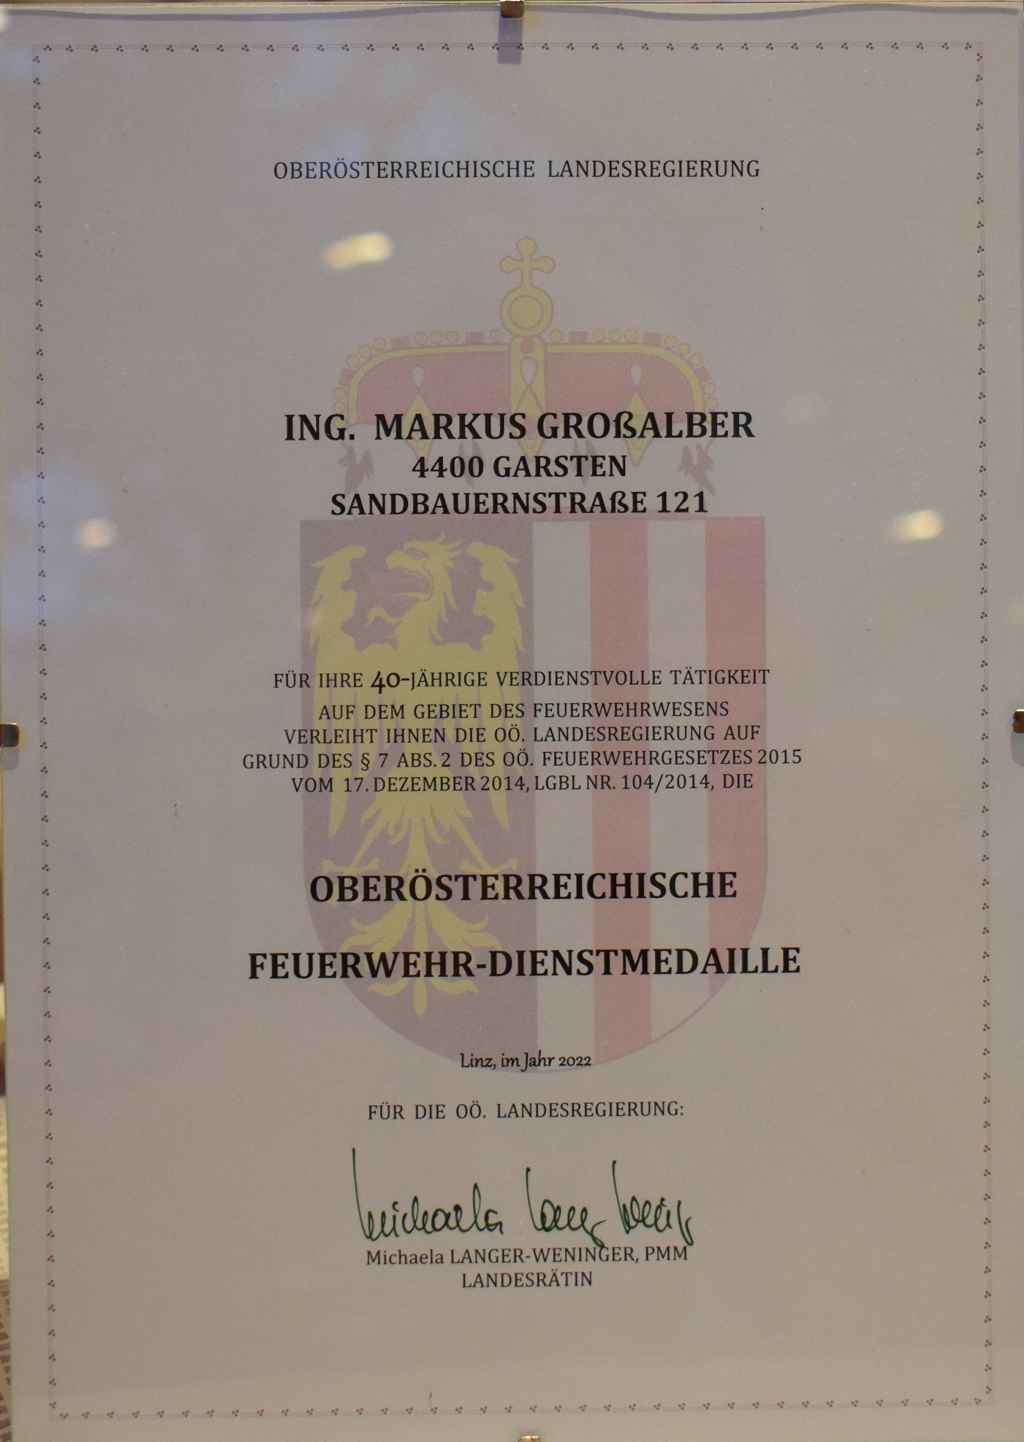 OBERÖSTERREICHISCHE LANDESREGIERUNG
ING. MARKUS GROßALBER
4400 GARSTEN
SANDBAUERNSTRAßE 121
FÜR IHRE 40-JÄHRIGE VERDIENSTVOLLE TÄTIGKEIT
AUF DEM GEBIET DES FEUERWEHRWESENS
VERLEIHT IHNEN DIE OÖ. LANDESREGIERUNG AUF
GRUND DES § 7 ABS. 2 DES OÖ. FEUERWEHRGESETZES 2015
VOM 17. DEZEMBER 2014, LGBL NR. 104/2014, DIE
OBERÖSTERREICHISCHE
FEUERWEHR-DIENSTMEDAILLE
Linz, im Jahr 2022
FÜR DIE OÖ. LANDESREGIERUNG:
Michaela Langer-Weninger
Michaela LANGER-WENINGER, PMM
LANDESRÄTIN